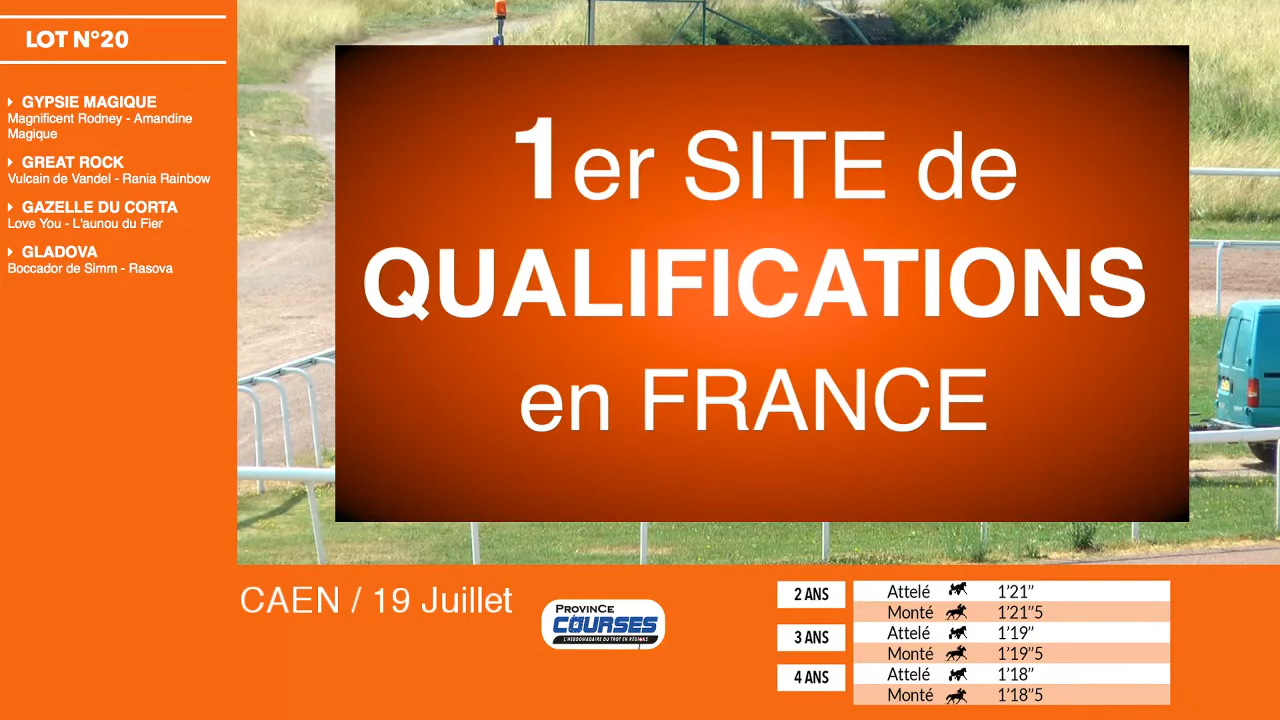 LOT N°20
GYPSIE MAGIQUE
Magnificent Rodney - Amandine
Magique
GREAT ROCK
Vulcain de Vandel - Rania Rainbow
GAZELLE DU CORTA
Love You - L'aunou du Fier
GLADOVA
Boccador de Simm - Rasova
1er SITE de
QUALIFICATIONS
en FRANCE
CAEN / 19 Juillet
PROVINCE
COURSES
L'HEBDOMADAIRE DU TROT EN RÉGIONS
2 ANS
Attelé 1'21''
Monté 1'21''5
3 ANS
Attelé 1'19''
Monté 1'19''5
4 ANS
Attelé 1'18''
Monté 1'18''5